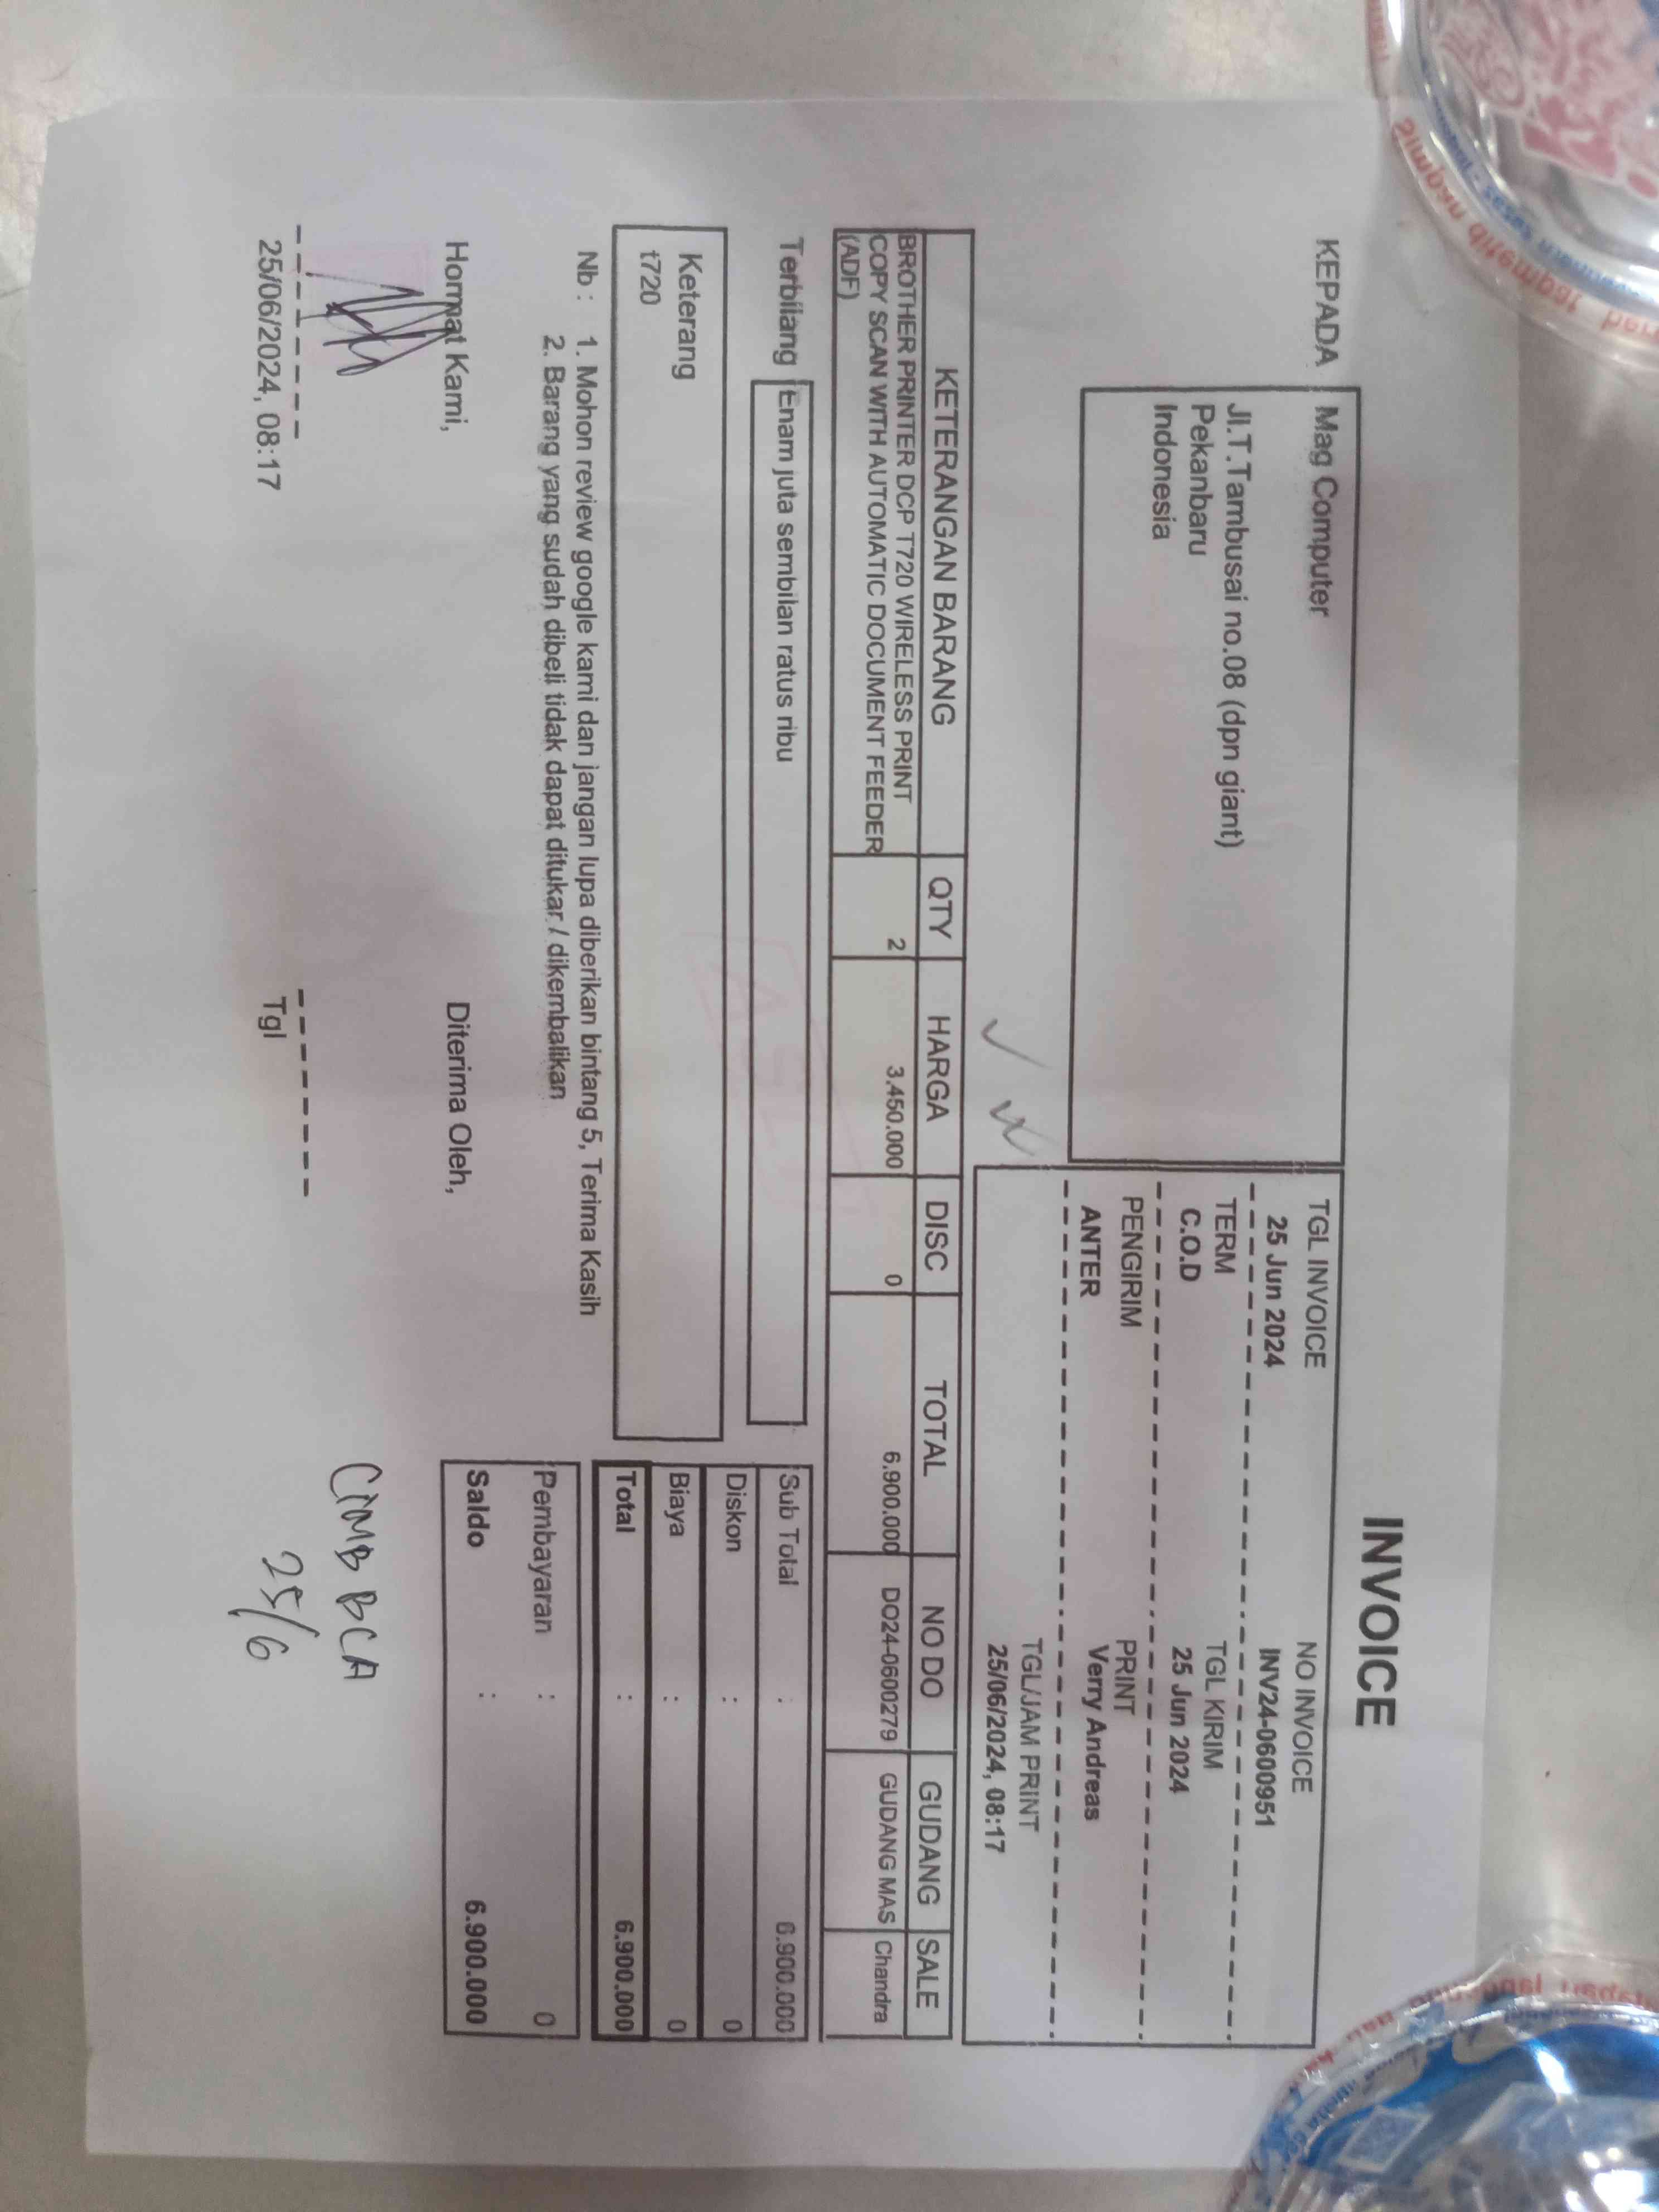 INVOICE
KEPADA
Mag Computer
Jl.T.Tambusai no.08 (dpn giant)
Pekanbaru
Indonesia
TGL INVOICE NO INVOICE
25 Jun 2024 INV24-0600951
TERM TGL KIRIM
C.O.D 25 Jun 2024
PENGIRIM PRINT
ANTER Verry Andreas
TGL/JAM PRINT
25/06/2024, 08:17
KETERANGAN BARANG QTY HARGA DISC TOTAL NO DO GUDANG SALE
BROTHER PRINTER DCP T720 WIRELESS PRINT 2 3.450.000 0 6.900.000 DO24-0600279 GUDANG MAS Chandra
COPY SCAN WITH AUTOMATIC DOCUMENT FEEDER
(ADF)
Terbilang Enam juta sembilan ratus ribu
Sub Total : 6.900.000
Diskon : 0
Biaya : 0
Total : 6.900.000
Keterang
t720
Pembayaran : 0
Saldo : 6.900.000
Nb : 1. Mohon review google kami dan jangan lupa diberikan bintang 5, Terima Kasih
2. Barang yang sudah dibeli tidak dapat ditukar / dikembalikan
Hormat Kami, Diterima Oleh,
25/06/2024, 08:17 Tgl
CIMB BCA
25/6